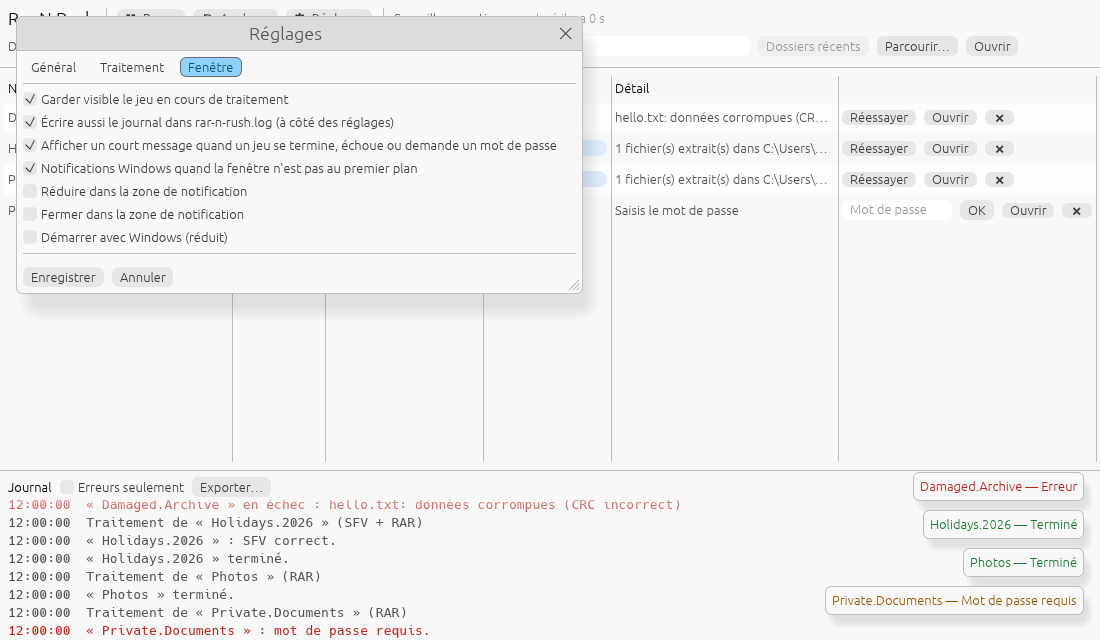 Réglages
Dossiers récents
Parcourir…
Ouvrir
Général
Traitement
Fenêtre
Garder visible le jeu en cours de traitement
Écrire aussi le journal dans rar-n-rush.log (à côté des réglages)
Afficher un court message quand un jeu se termine, échoue ou demande un mot de passe
Notifications Windows quand la fenêtre n'est pas au premier plan
Réduire dans la zone de notification
Fermer dans la zone de notification
Démarrer avec Windows (réduit)
Enregistrer
Annuler
Détail
hello.txt: données corrompues (CR…
Réessayer
Ouvrir
1 fichier(s) extrait(s) dans C:\Users\…
Réessayer
Ouvrir
1 fichier(s) extrait(s) dans C:\Users\…
Réessayer
Ouvrir
Saisis le mot de passe
Mot de passe
OK
Ouvrir
Journal
Erreurs seulement
Exporter…
12:00:00 « Damaged.Archive » en échec : hello.txt: données corrompues (CRC incorrect)
12:00:00 Traitement de « Holidays.2026 » (SFV + RAR)
12:00:00 « Holidays.2026 » : SFV correct.
12:00:00 « Holidays.2026 » terminé.
12:00:00 Traitement de « Photos » (RAR)
12:00:00 « Photos » terminé.
12:00:00 Traitement de « Private.Documents » (RAR)
12:00:00 « Private.Documents » : mot de passe requis.
Damaged.Archive — Erreur
Holidays.2026 — Terminé
Photos — Terminé
Private.Documents — Mot de passe requis